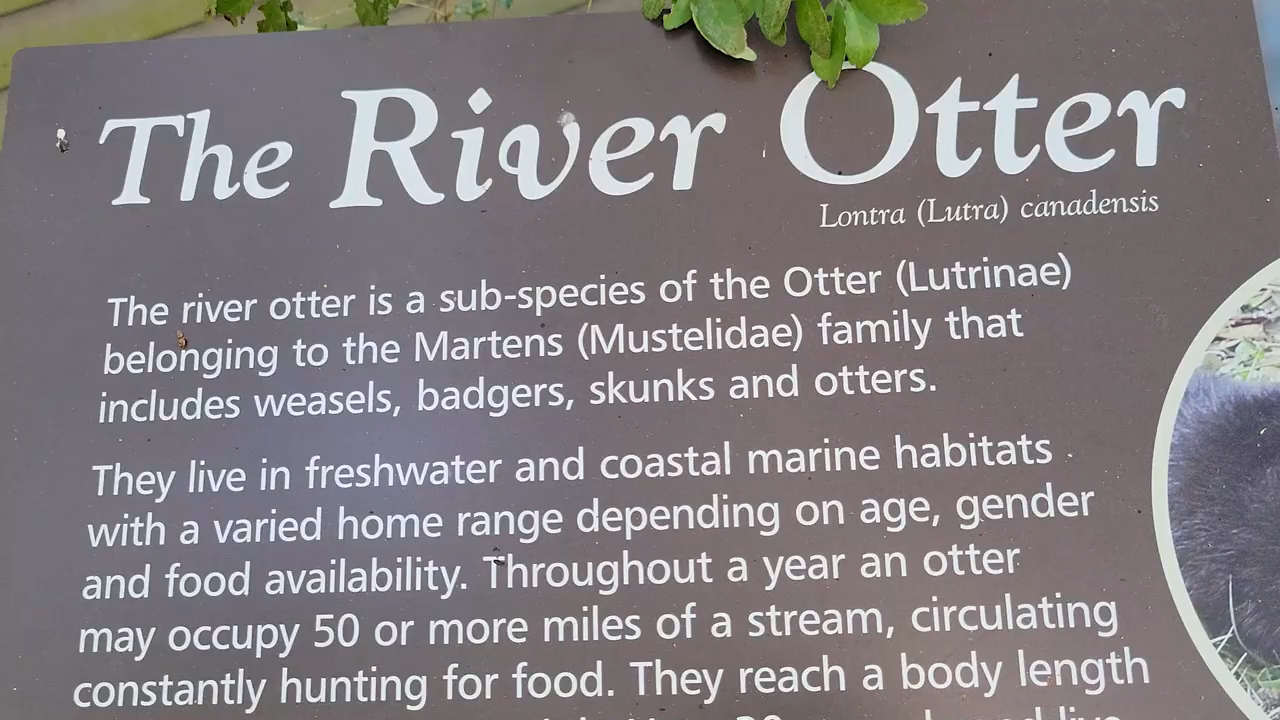 The River Otter
Lontra (Lutra) canadensis
The river otter is a sub-species of the Otter (Lutrinae)
belonging to the Martens (Mustelidae) family that
includes weasels, badgers, skunks and otters.
They live in freshwater and coastal marine habitats
with a varied home range depending on age, gender
and food availability. Throughout a year an otter
may occupy 50 or more miles of a stream, circulating
constantly hunting for food. They reach a body length